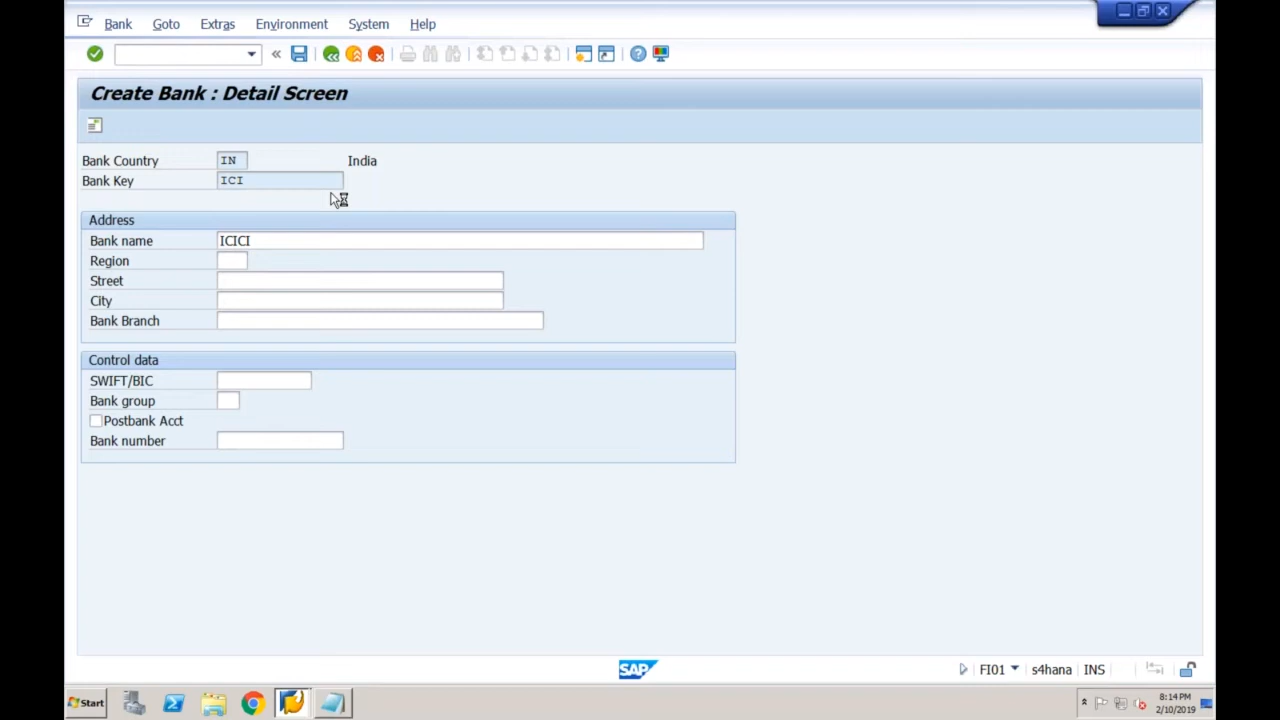 Bank Goto Extras Environment System Help
Create Bank : Detail Screen
Bank Country IN India
Bank Key ICI
Address
Bank name ICICI
Region
Street
City
Bank Branch
Control data
SWIFT/BIC
Bank group
Postbank Acct
Bank number
SAP FI01 s4hana INS
Start 8:14 PM
2/10/2019